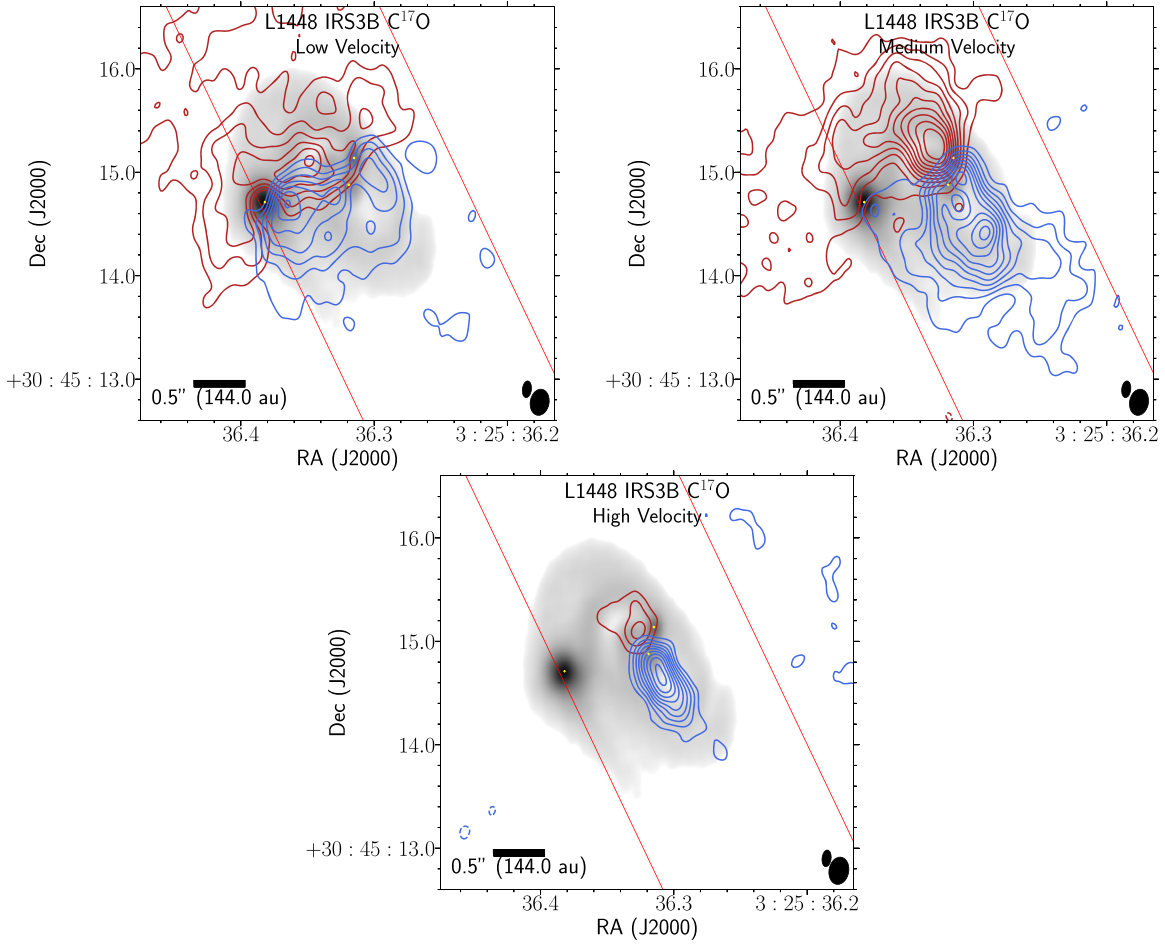 L1448 IRS3B C¹⁷O
Low Velocity
16.0
15.0
14.0
+30 : 45 : 13.0
Dec (J2000)
0.5" (144.0 au)
36.4
36.3
3 : 25 : 36.2
RA (J2000)
L1448 IRS3B C¹⁷O
Medium Velocity
16.0
15.0
14.0
+30 : 45 : 13.0
Dec (J2000)
0.5" (144.0 au)
36.4
36.3
3 : 25 : 36.2
RA (J2000)
L1448 IRS3B C¹⁷O
High Velocity
16.0
15.0
14.0
+30 : 45 : 13.0
Dec (J2000)
0.5" (144.0 au)
36.4
36.3
3 : 25 : 36.2
RA (J2000)